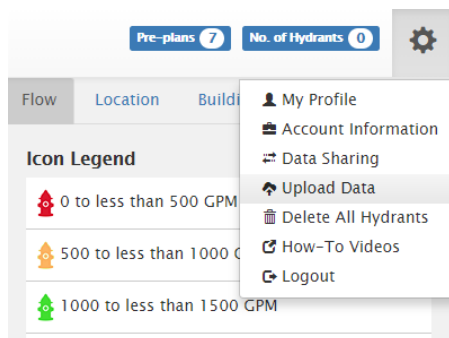 Pre-plans 7 No. of Hydrants 0
Flow Location Buildi
My Profile
Account Information
Data Sharing
Upload Data
Delete All Hydrants
How-To Videos
Logout
Icon Legend
0 to less than 500 GPM
500 to less than 1000 G
1000 to less than 1500 GPM